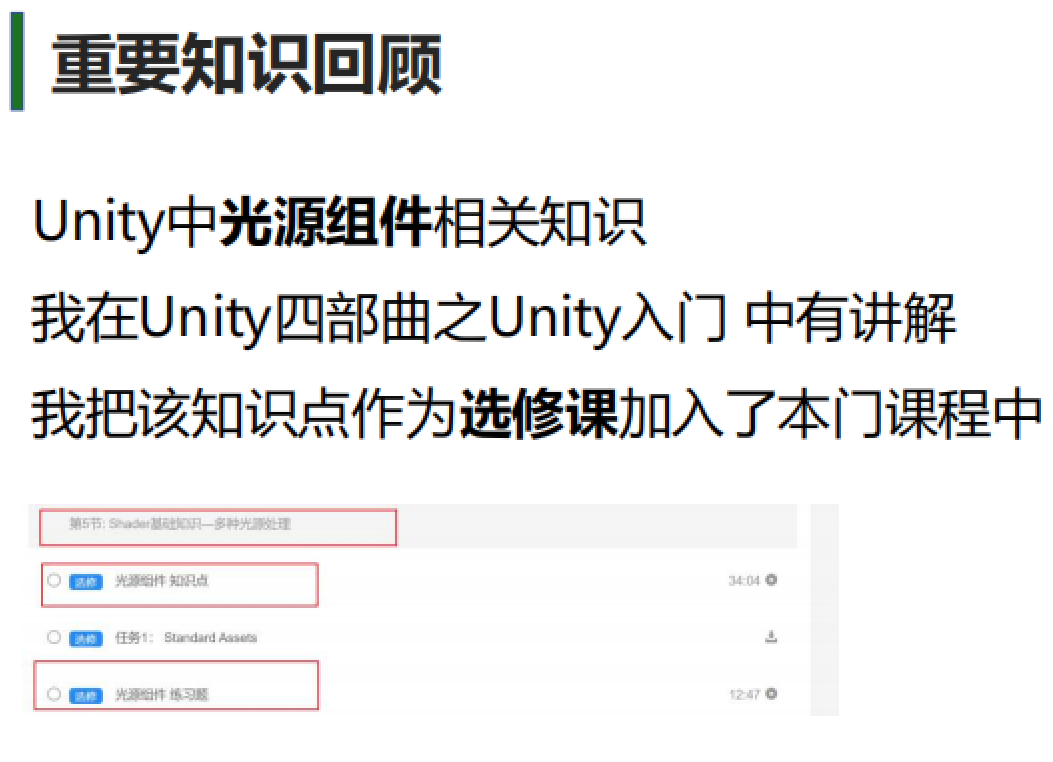 重要知识回顾
Unity中光源组件相关知识
我在Unity四部曲之Unity入门 中有讲解
我把该知识点作为选修课加入了本门课程中
第5节: Shader基础知识—多种光源处理
选修 光源组件 知识点 34:04
选修 任务1: Standard Assets
选修 光源组件 练习题 12:47